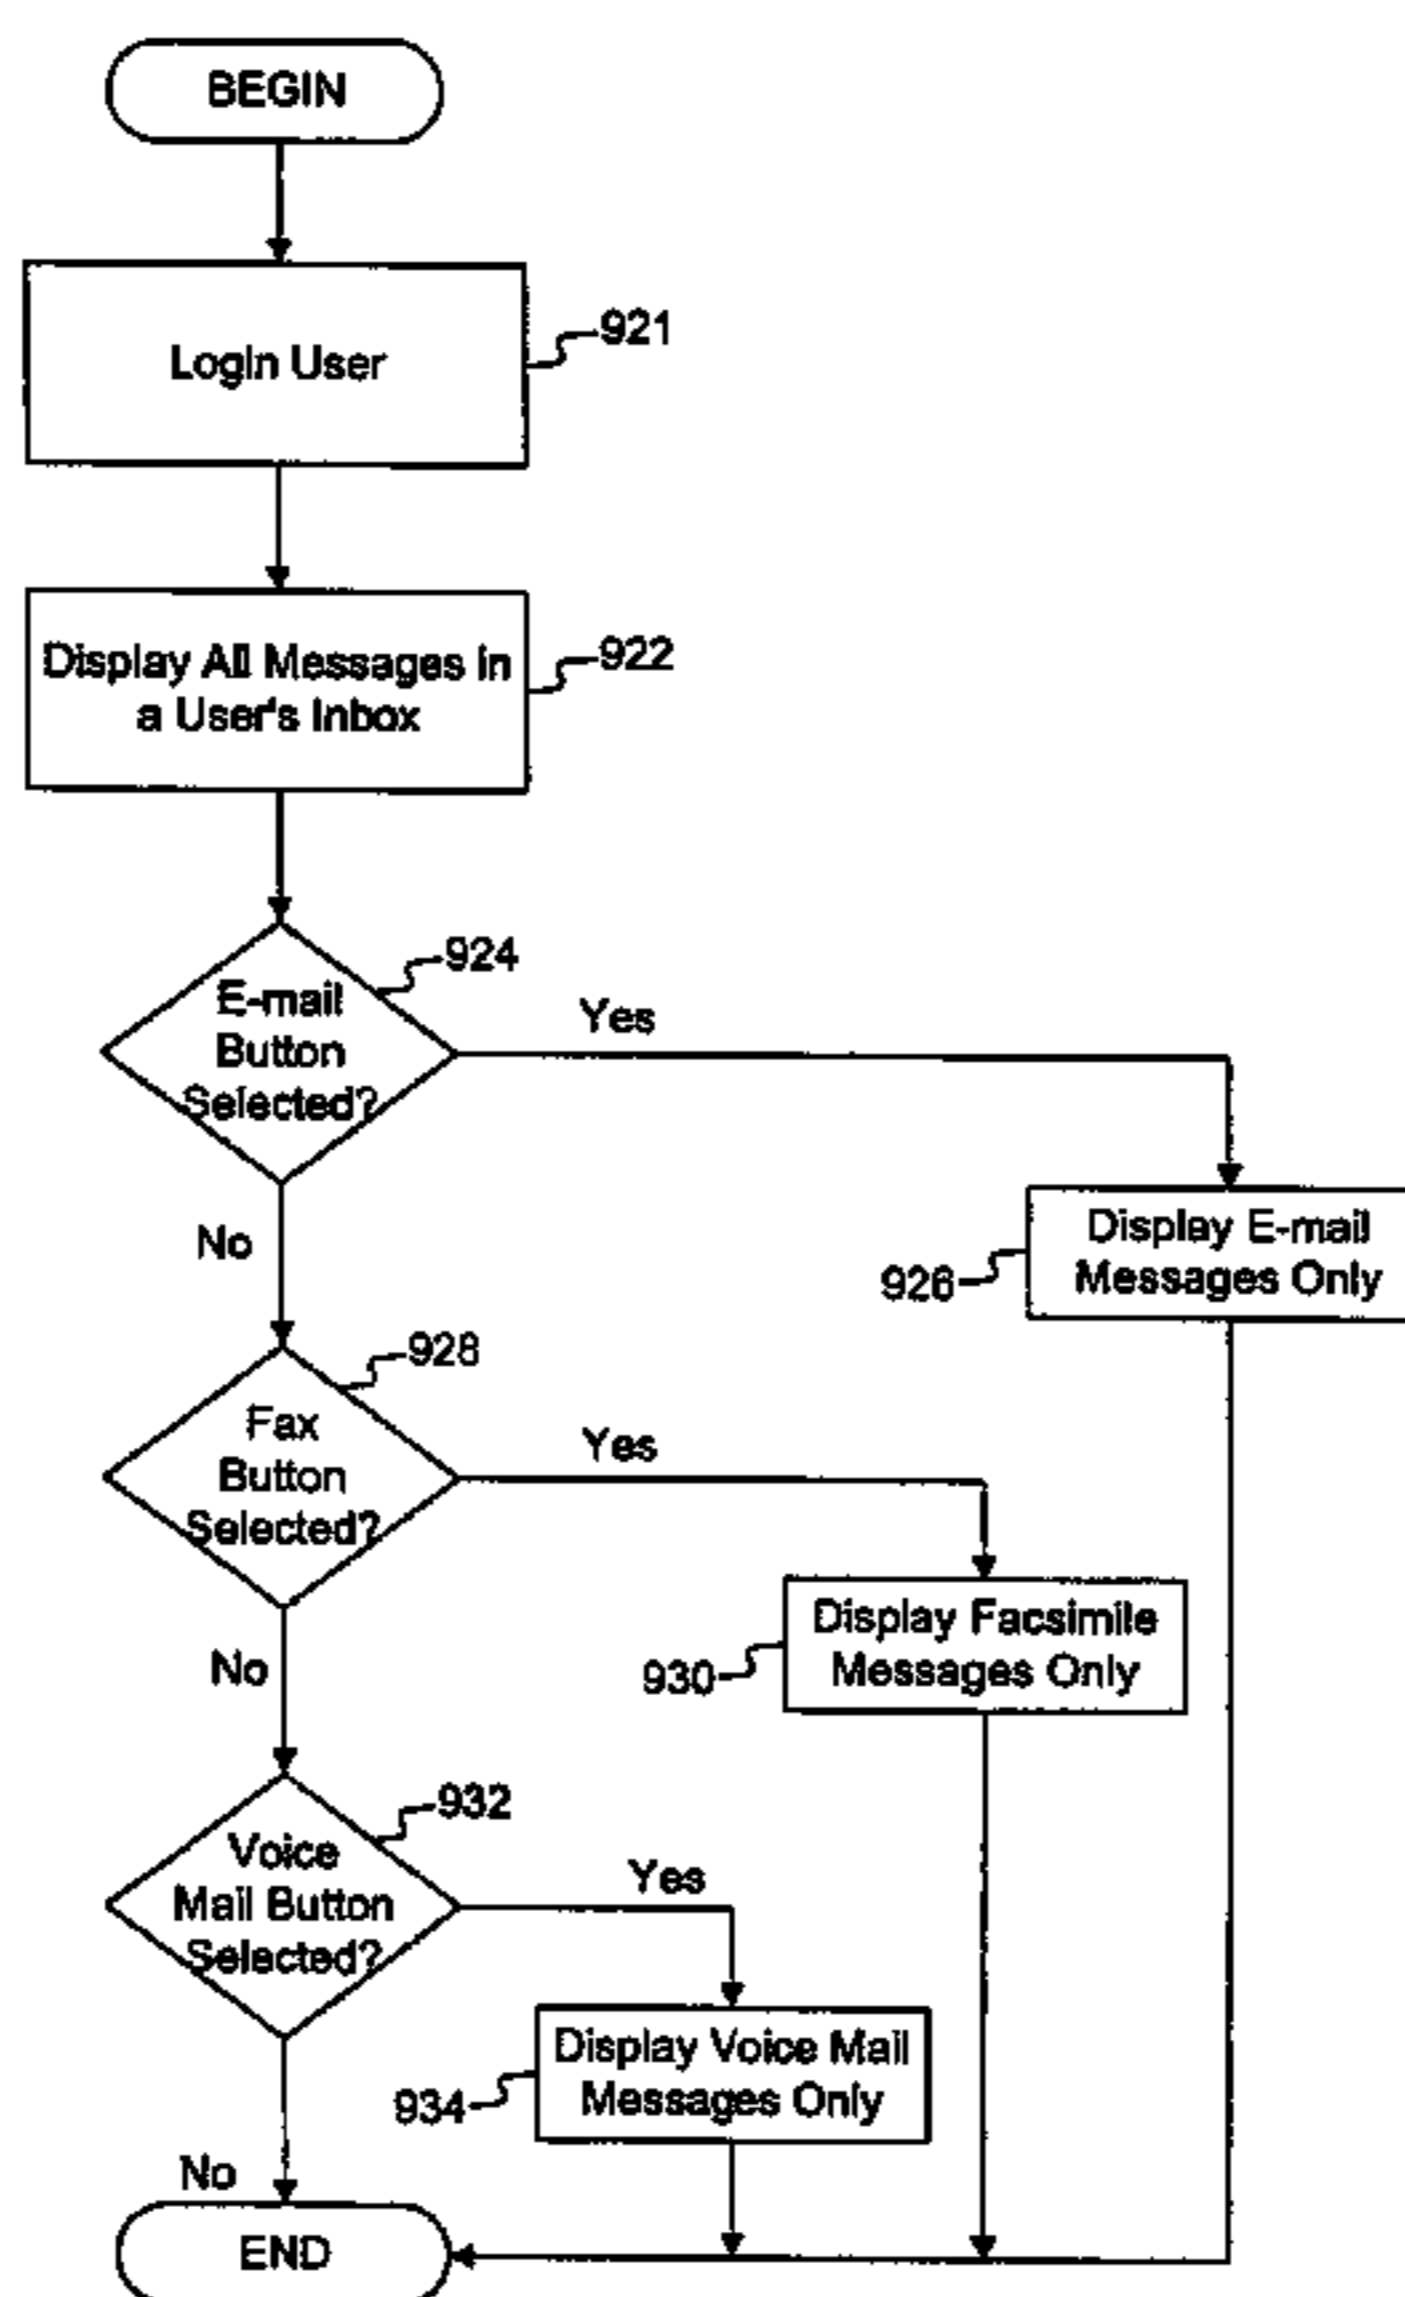 BEGIN
Login User
921
Display All Messages in
a User's Inbox
922
924
E-mail
Button
Selected?
Yes
No
Display E-mail
Messages Only
926
928
Fax
Button
Selected?
Yes
No
Display Facsimile
Messages Only
930
932
Voice
Mail Button
Selected?
Yes
Display Voice Mail
Messages Only
934
No
END